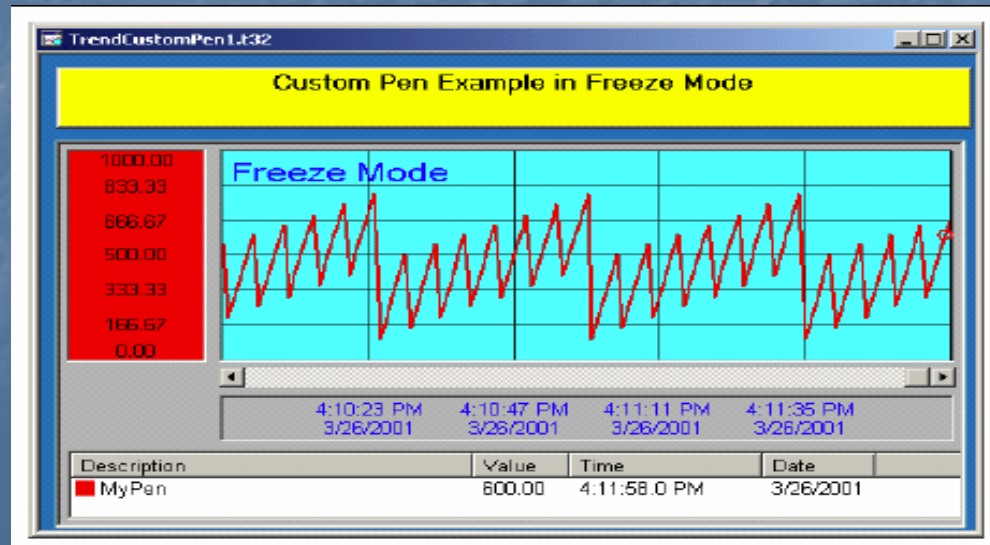 TrendCustomPen1.t32
Custom Pen Example in Freeze Mode
1000.00
833.33
666.67
500.00
333.33
166.67
0.00
Freeze Mode
4:10:23 PM 4:10:47 PM 4:11:11 PM 4:11:35 PM
3/26/2001 3/26/2001 3/26/2001 3/26/2001
Description Value Time Date
MyPen 600.00 4:11:58.0 PM 3/26/2001